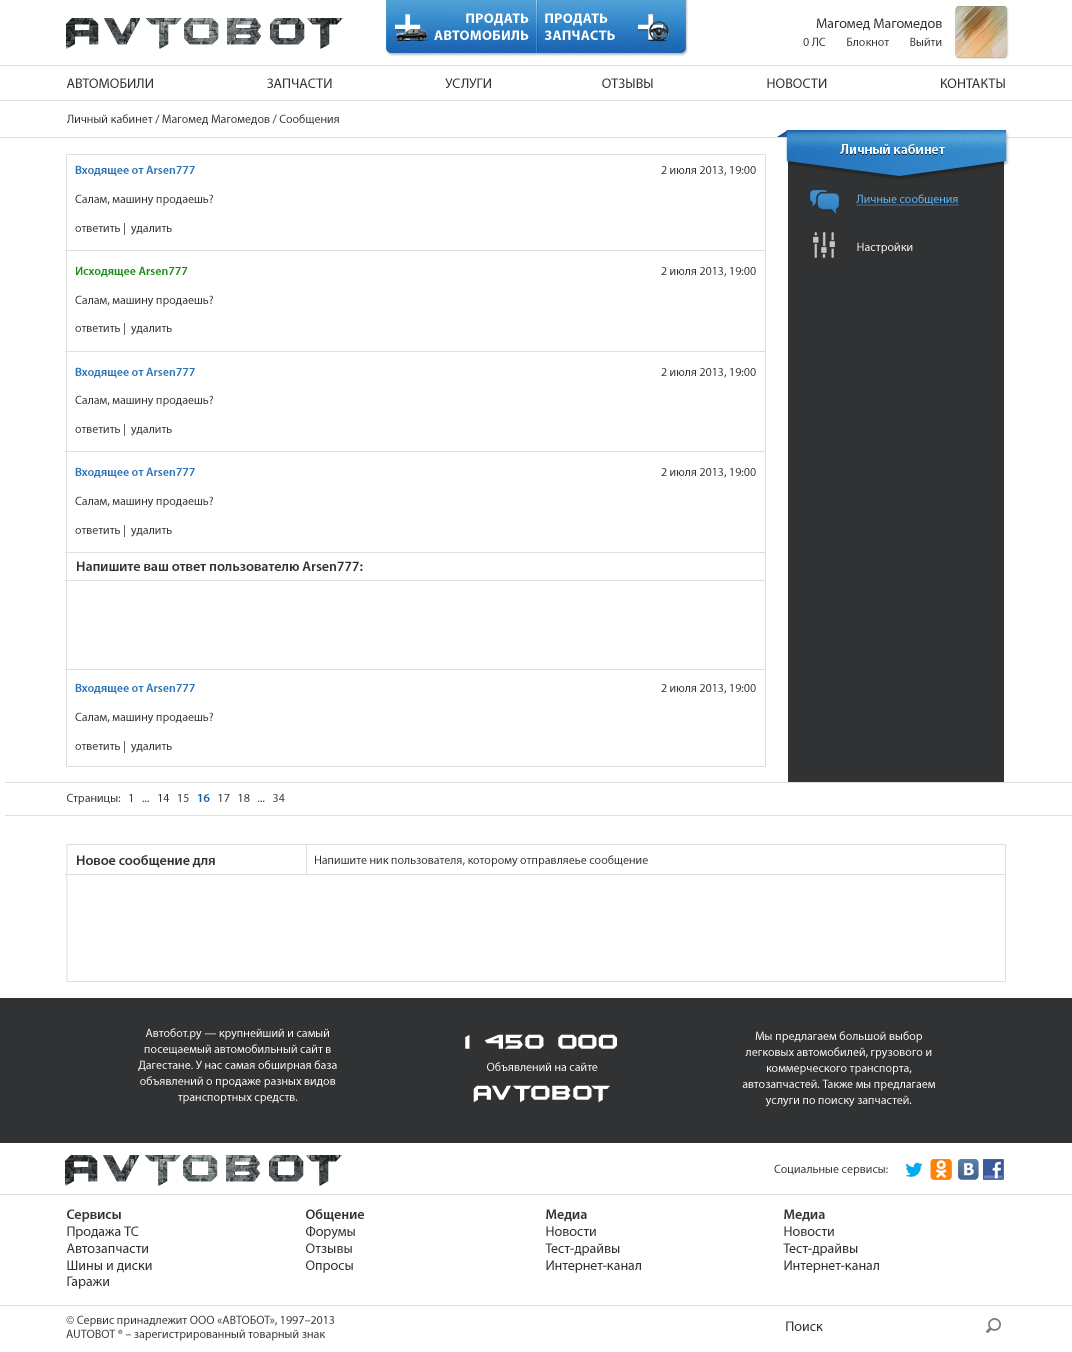 AVTOBOT
ПРОДАТЬ АВТОМОБИЛЬ
ПРОДАТЬ ЗАПЧАСТЬ
Магомед Магомедов
0 ЛС Блокнот Выйти
АВТОМОБИЛИ ЗАПЧАСТИ УСЛУГИ ОТЗЫВЫ НОВОСТИ КОНТАКТЫ
Личный кабинет / Магомед Магомедов / Сообщения
Личный кабинет
Личные сообщения
Настройки
Входящее от Arsen777 2 июля 2013, 19:00
Салам, машину продаешь?
ответить | удалить
Исходящее Arsen777 2 июля 2013, 19:00
Салам, машину продаешь?
ответить | удалить
Входящее от Arsen777 2 июля 2013, 19:00
Салам, машину продаешь?
ответить | удалить
Входящее от Arsen777 2 июля 2013, 19:00
Салам, машину продаешь?
ответить | удалить
Напишите ваш ответ пользователю Arsen777:
Входящее от Arsen777 2 июля 2013, 19:00
Салам, машину продаешь?
ответить | удалить
Страницы: 1 ... 14 15 16 17 18 ... 34
Новое сообщение для Напишите ник пользователя, которому отправляеье сообщение
Автобот.ру — крупнейший и самый
посещаемый автомобильный сайт в
Дагестане. У нас самая обширная база
объявлений о продаже разных видов
транспортных средств.
1 450 000
Объявлений на сайте
AVTOBOT
Мы предлагаем большой выбор
легковых автомобилей, грузового и
коммерческого транспорта,
автозапчастей. Также мы предлагаем
услуги по поиску запчастей.
AVTOBOT
Социальные сервисы:
Сервисы
Продажа ТС
Автозапчасти
Шины и диски
Гаражи
Общение
Форумы
Отзывы
Опросы
Медиа
Новости
Тест-драйвы
Интернет-канал
Медиа
Новости
Тест-драйвы
Интернет-канал
© Сервис принадлежит ООО «АВТОБОТ», 1997–2013
AUTOBOT ® – зарегистрированный товарный знак
Поиск